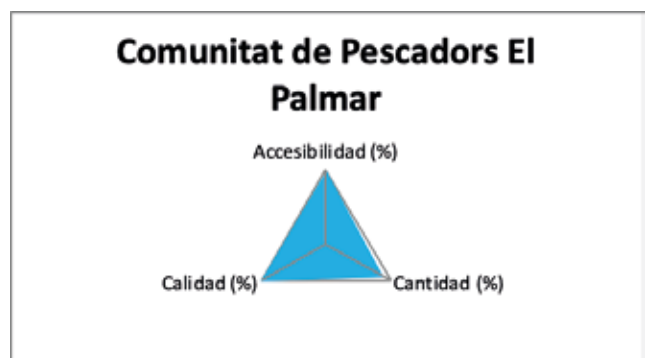 Comunitat de Pescadors El
Palmar
Accesibilidad (%)
Calidad (%)
Cantidad (%)